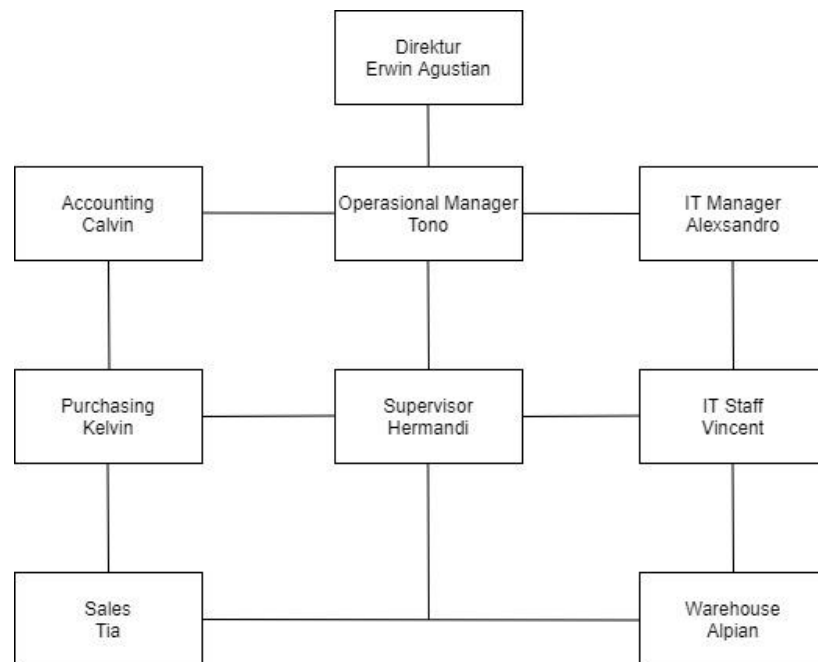 Direktur
Erwin Agustian
Accounting
Calvin
Operasional Manager
Tono
IT Manager
Alexsandro
Purchasing
Kelvin
Supervisor
Hermandi
IT Staff
Vincent
Sales
Tia
Warehouse
Alpian